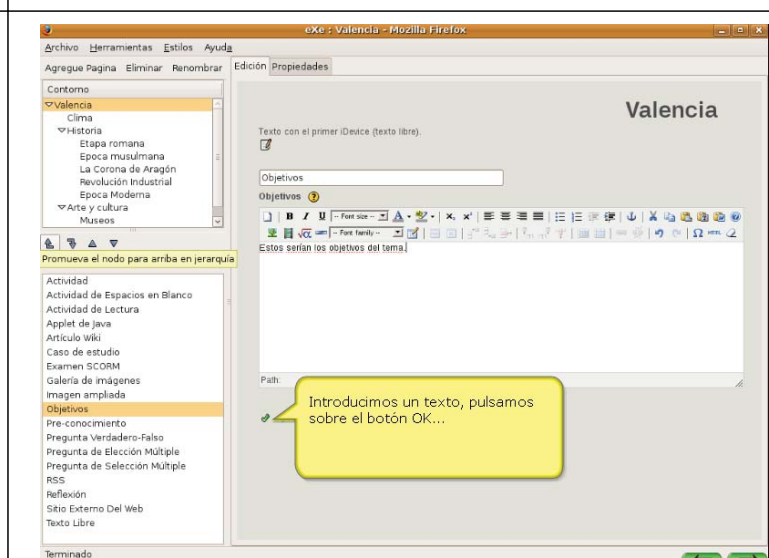 eXe : Valencia - Mozilla Firefox
Archivo Herramientas Estilos Ayuda
Agregue Pagina Eliminar Renombrar
Edición Propiedades
Contorno
Valencia
Clima
Historia
Etapa romana
Epoca musulmana
La Corona de Aragón
Revolución Industrial
Epoca Moderna
Arte y cultura
Museos
Promueva el nodo para arriba en jerarquía
Actividad
Actividad de Espacios en Blanco
Actividad de Lectura
Applet de Java
Artículo Wiki
Caso de estudio
Examen SCORM
Galería de imágenes
Imagen ampliada
Objetivos
Pre-conocimiento
Pregunta Verdadero-Falso
Pregunta de Elección Múltiple
Pregunta de Selección Múltiple
RSS
Reflexión
Sitio Externo Del Web
Texto Libre
Valencia
Texto con el primer iDevice (texto libre).
Objetivos
Objetivos
B I U -- Font size --
-- Font family -- HTML
Estos serían los objetivos del tema.
Path:
Introducimos un texto, pulsamos
sobre el botón OK...
Terminado